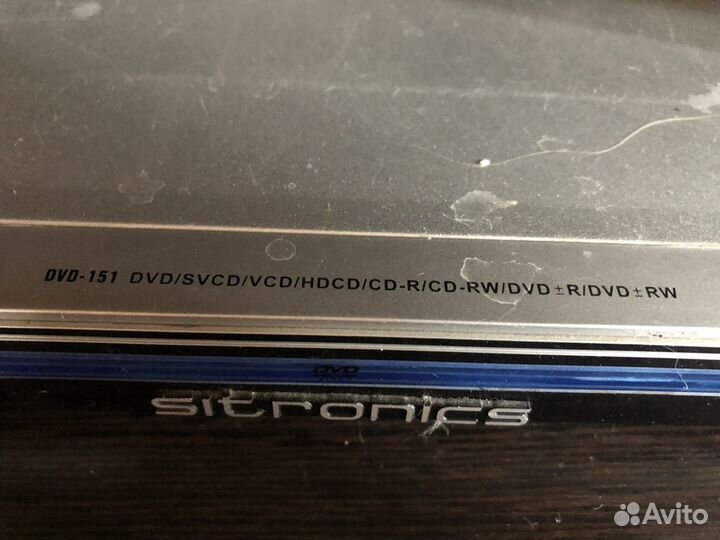 DVD-151 DVD/SVCD/VCD/HDCD/CD-R/CD-RW/DVD±R/DVD±RW
DVD
sitronics
Avito